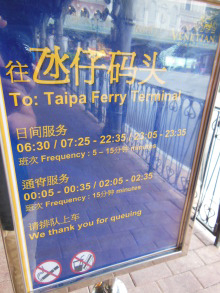 VENETIAN
往氹仔码头
To: Taipa Ferry Terminal
日间服务
06:30 / 07:25 - 22:35 / 23:05 - 23:35
班次 Frequency : 5 – 15分钟 minutes
通宵服务
00:05 - 00:35 / 02:05 - 02:35
班次 Frequency : 15分钟 minutes
请排队上车
We thank you for queuing